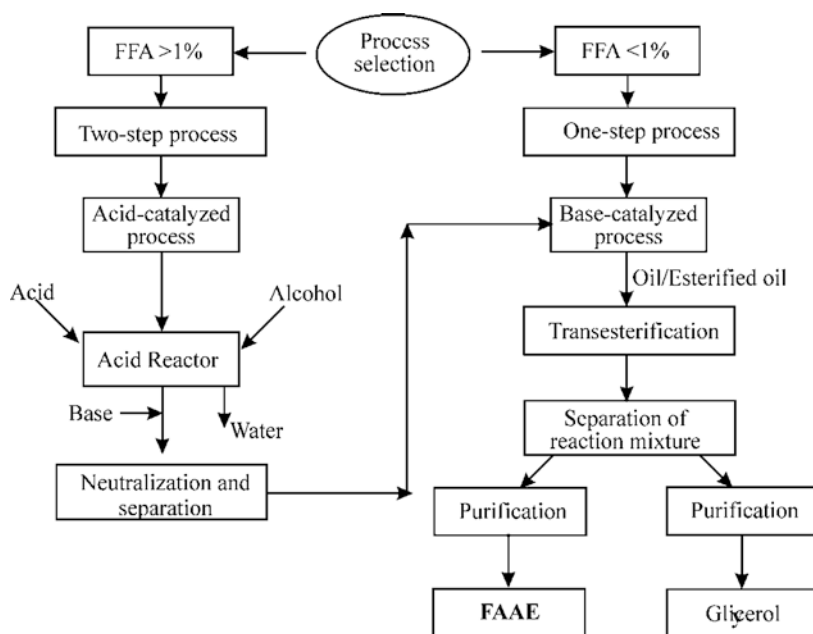 Process
selection
FFA >1%
FFA <1%
Two-step process
One-step process
Acid-catalyzed
process
Base-catalyzed
process
Oil/Esterified oil
Acid
Alcohol
Acid Reactor
Transesterification
Base
Water
Separation of
reaction mixture
Neutralization and
separation
Purification
Purification
FAAE
Glycerol